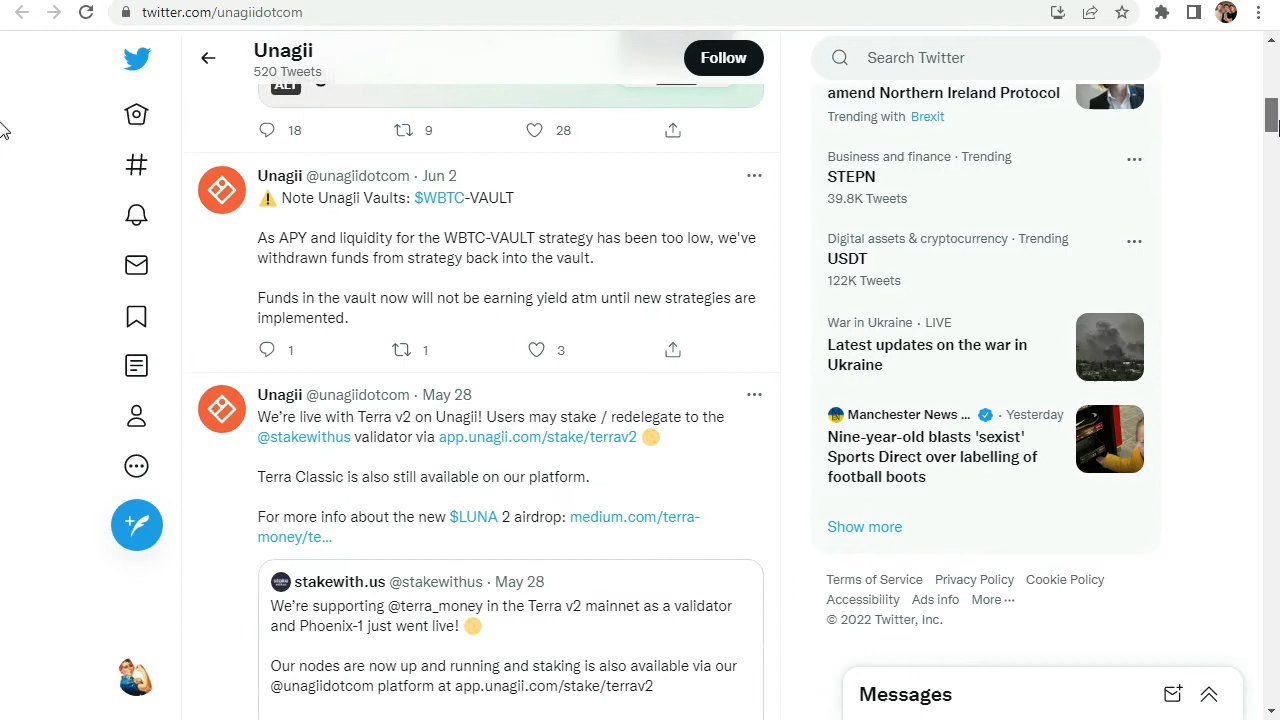 twitter.com/unagiidotcom
Unagii
520 Tweets
Follow
Search Twitter
ALT
18
9
28
Unagii @unagiidotcom · Jun 2
⚠️ Note Unagii Vaults: $WBTC-VAULT
As APY and liquidity for the WBTC-VAULT strategy has been too low, we've
withdrawn funds from strategy back into the vault.
Funds in the vault now will not be earning yield atm until new strategies are
implemented.
1
1
3
Unagii @unagiidotcom · May 28
We’re live with Terra v2 on Unagii! Users may stake / redelegate to the
@stakewithus validator via app.unagii.com/stake/terrav2 🌕
Terra Classic is also still available on our platform.
For more info about the new $LUNA 2 airdrop: medium.com/terra-
money/te...
stakewith.us @stakewithus · May 28
We’re supporting @terra_money in the Terra v2 mainnet as a validator
and Phoenix-1 just went live! 🌕
Our nodes are now up and running and staking is also available via our
@unagiidotcom platform at app.unagii.com/stake/terrav2
amend Northern Ireland Protocol
Trending with Brexit
Business and finance · Trending
STEPN
39.8K Tweets
Digital assets & cryptocurrency · Trending
USDT
122K Tweets
War in Ukraine · LIVE
Latest updates on the war in
Ukraine
Manchester News ... · Yesterday
Nine-year-old blasts 'sexist'
Sports Direct over labelling of
football boots
Show more
Terms of Service Privacy Policy Cookie Policy
Accessibility Ads info More ···
© 2022 Twitter, Inc.
Messages